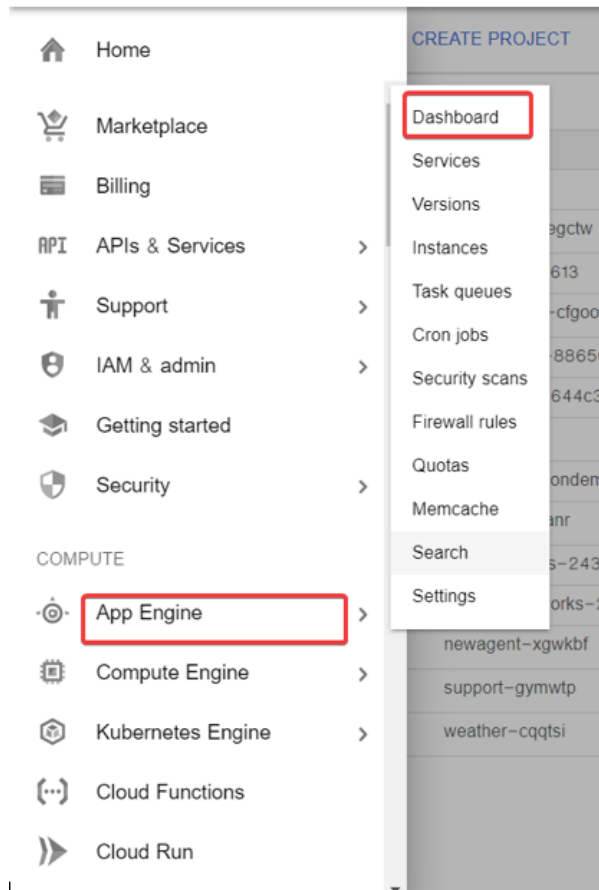 Home
Marketplace
Billing
API APIs & Services
Support
IAM & admin
Getting started
Security
COMPUTE
App Engine
Compute Engine
Kubernetes Engine
Cloud Functions
Cloud Run
Dashboard
Services
Versions
Instances
Task queues
Cron jobs
Security scans
Firewall rules
Quotas
Memcache
Search
Settings
CREATE PROJECT
egctw
613
-cfgoo
-8865
644c3
ondem
anr
s-243
orks-
newagent-xgwkbf
support-gymwtp
weather-cqqtsi